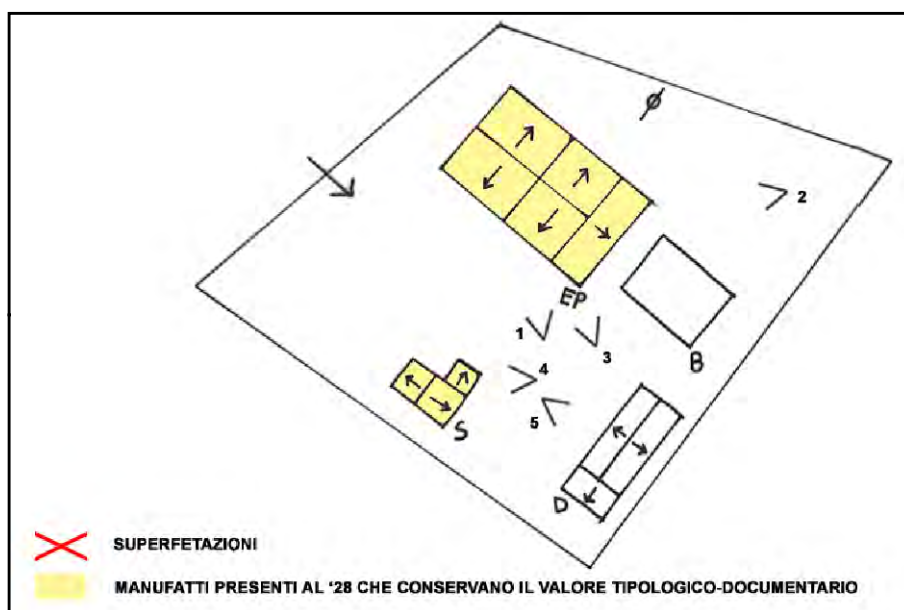 ϕ
2
EP
1
3
B
4
5
S
D
SUPERFETAZIONI
MANUFATTI PRESENTI AL '28 CHE CONSERVANO IL VALORE TIPOLOGICO-DOCUMENTARIO